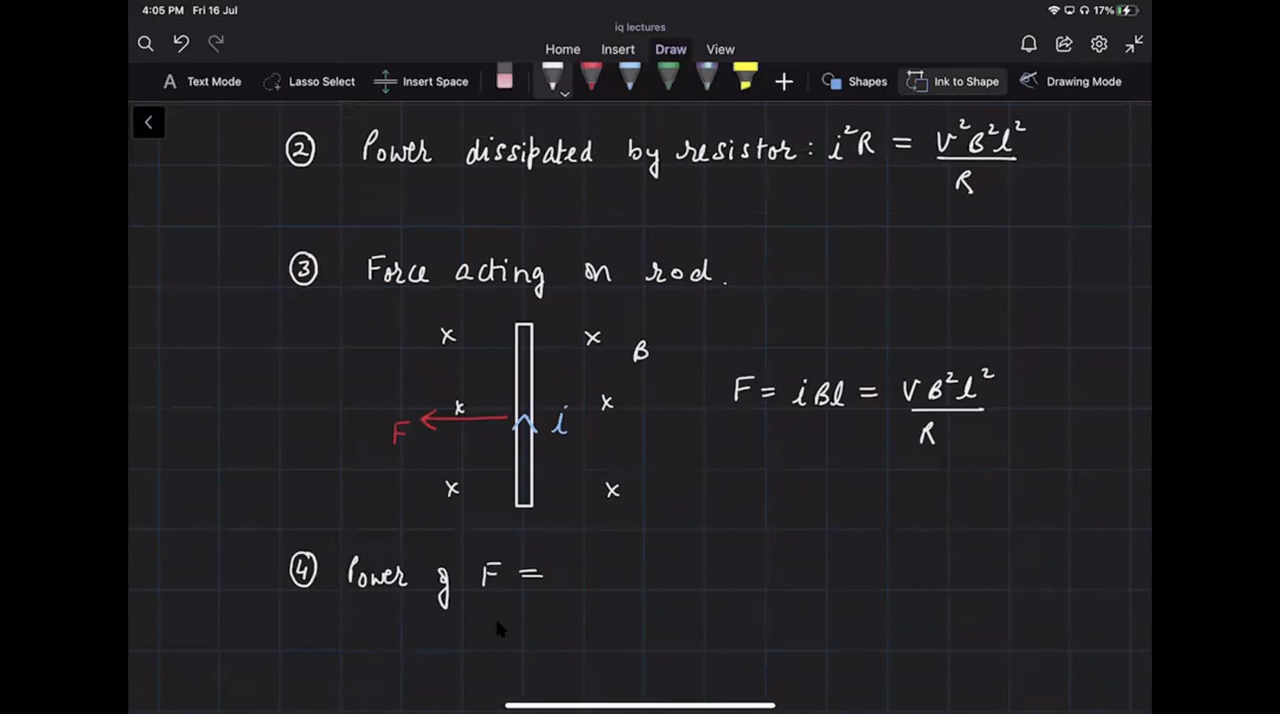 4:05 PM Fri 16 Jul
17%
iq lectures
Home Insert Draw View
Text Mode Lasso Select Insert Space Shapes Ink to Shape Drawing Mode
② Power dissipated by resistor: i²R = V²B²l²/R
③ Force acting on rod.
x x B
F = iBl = VB²l²/R
x x
F i
x x
④ Power of F =